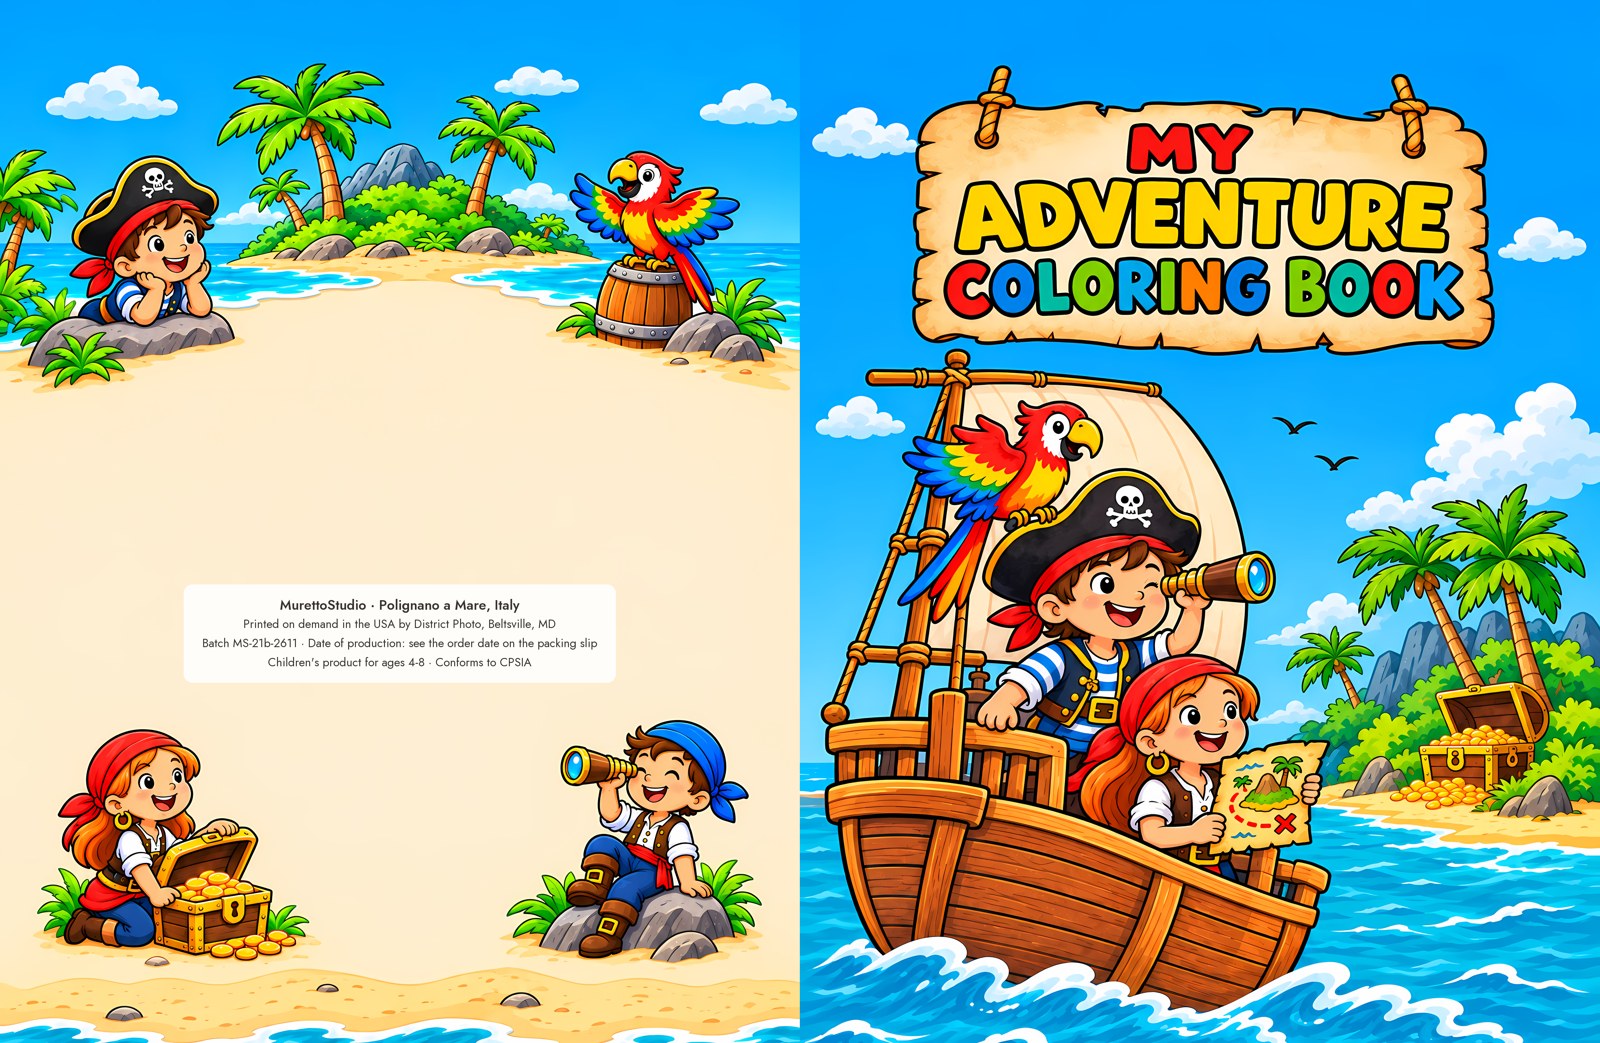 MurettoStudio · Polignano a Mare, Italy
Printed on demand in the USA by District Photo, Beltsville, MD
Batch MS-21b-2611 · Date of production: see the order date on the packing slip
Children's product for ages 4-8 · Conforms to CPSIA
MY
ADVENTURE
COLORING BOOK